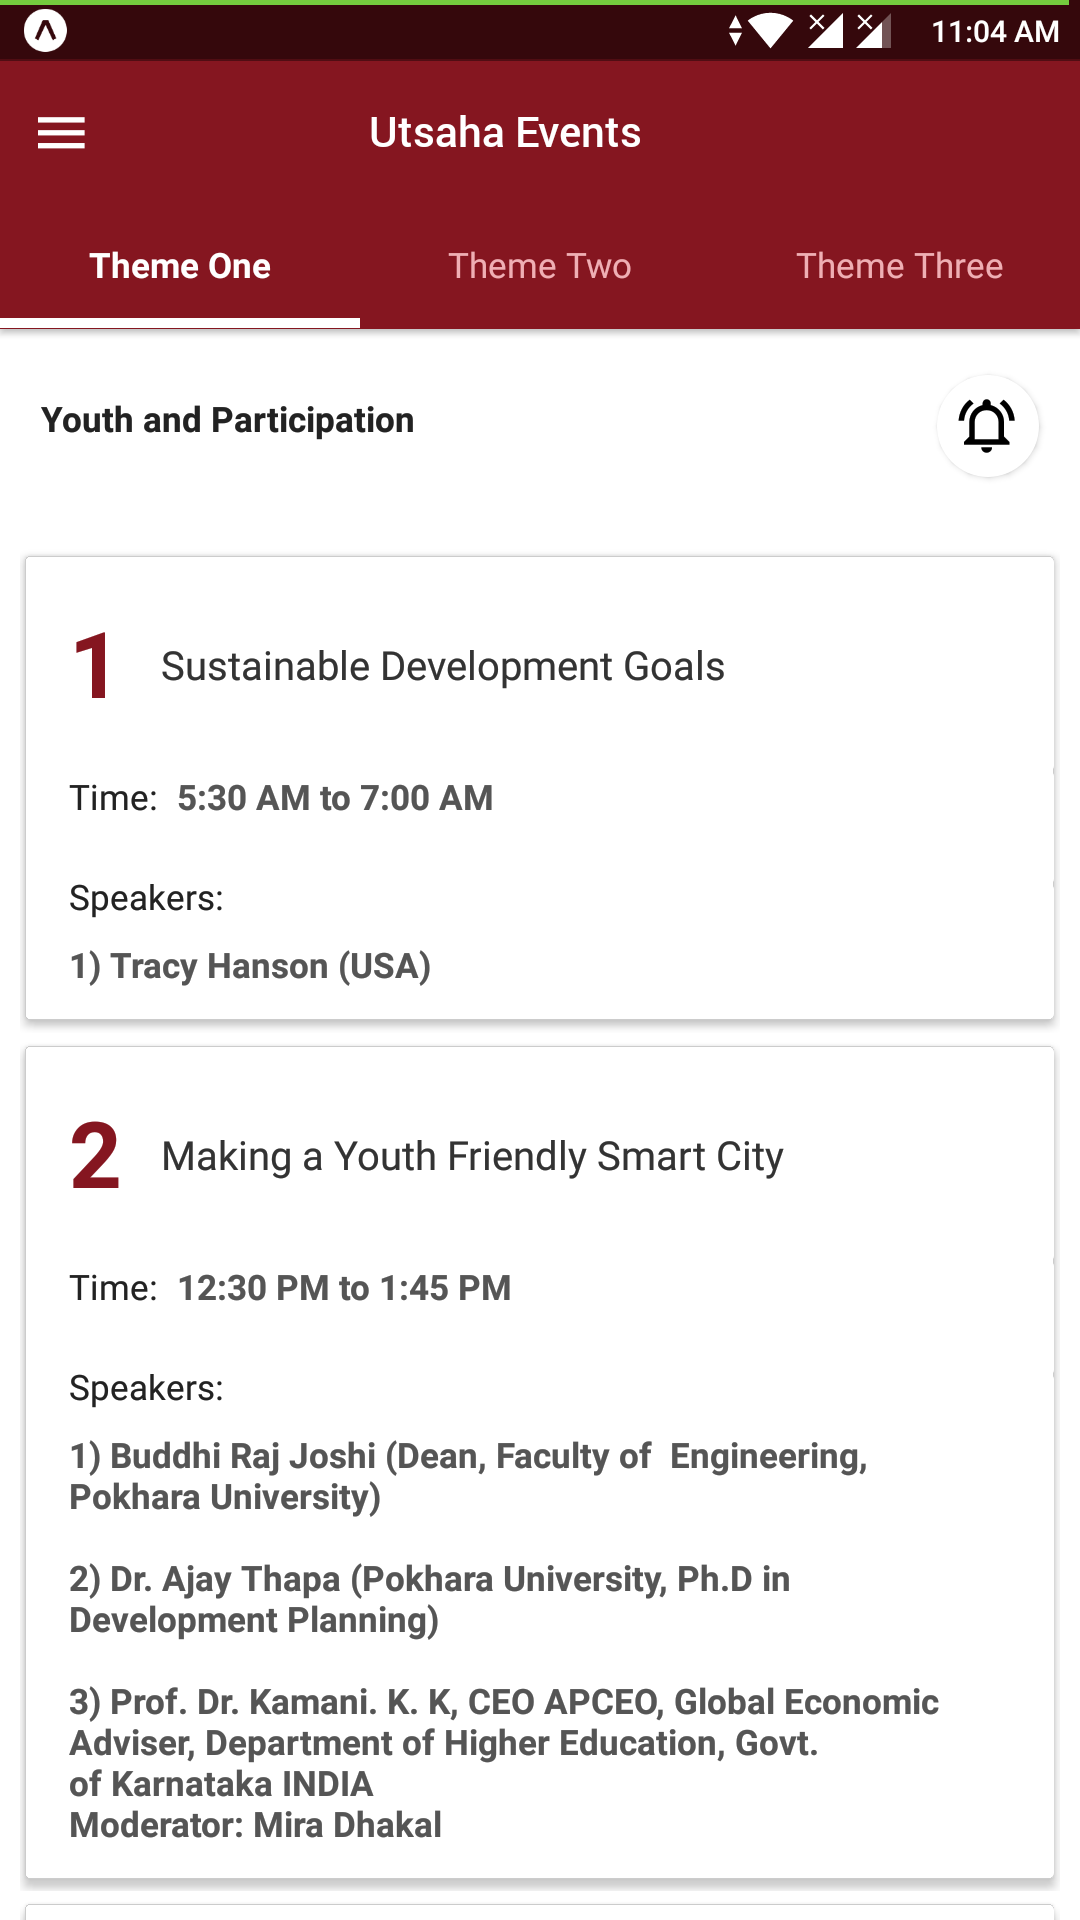 11:04 AM
Utsaha Events
Theme One
Theme Two
Theme Three
Youth and Participation
1
Sustainable Development Goals
Time: 5:30 AM to 7:00 AM
Speakers:
1) Tracy Hanson (USA)
2
Making a Youth Friendly Smart City
Time: 12:30 PM to 1:45 PM
Speakers:
1) Buddhi Raj Joshi (Dean, Faculty of  Engineering,
Pokhara University)
2) Dr. Ajay Thapa (Pokhara University, Ph.D in
Development Planning)
3) Prof. Dr. Kamani. K. K, CEO APCEO, Global Economic
Adviser, Department of Higher Education, Govt.
of Karnataka INDIA
Moderator: Mira Dhakal